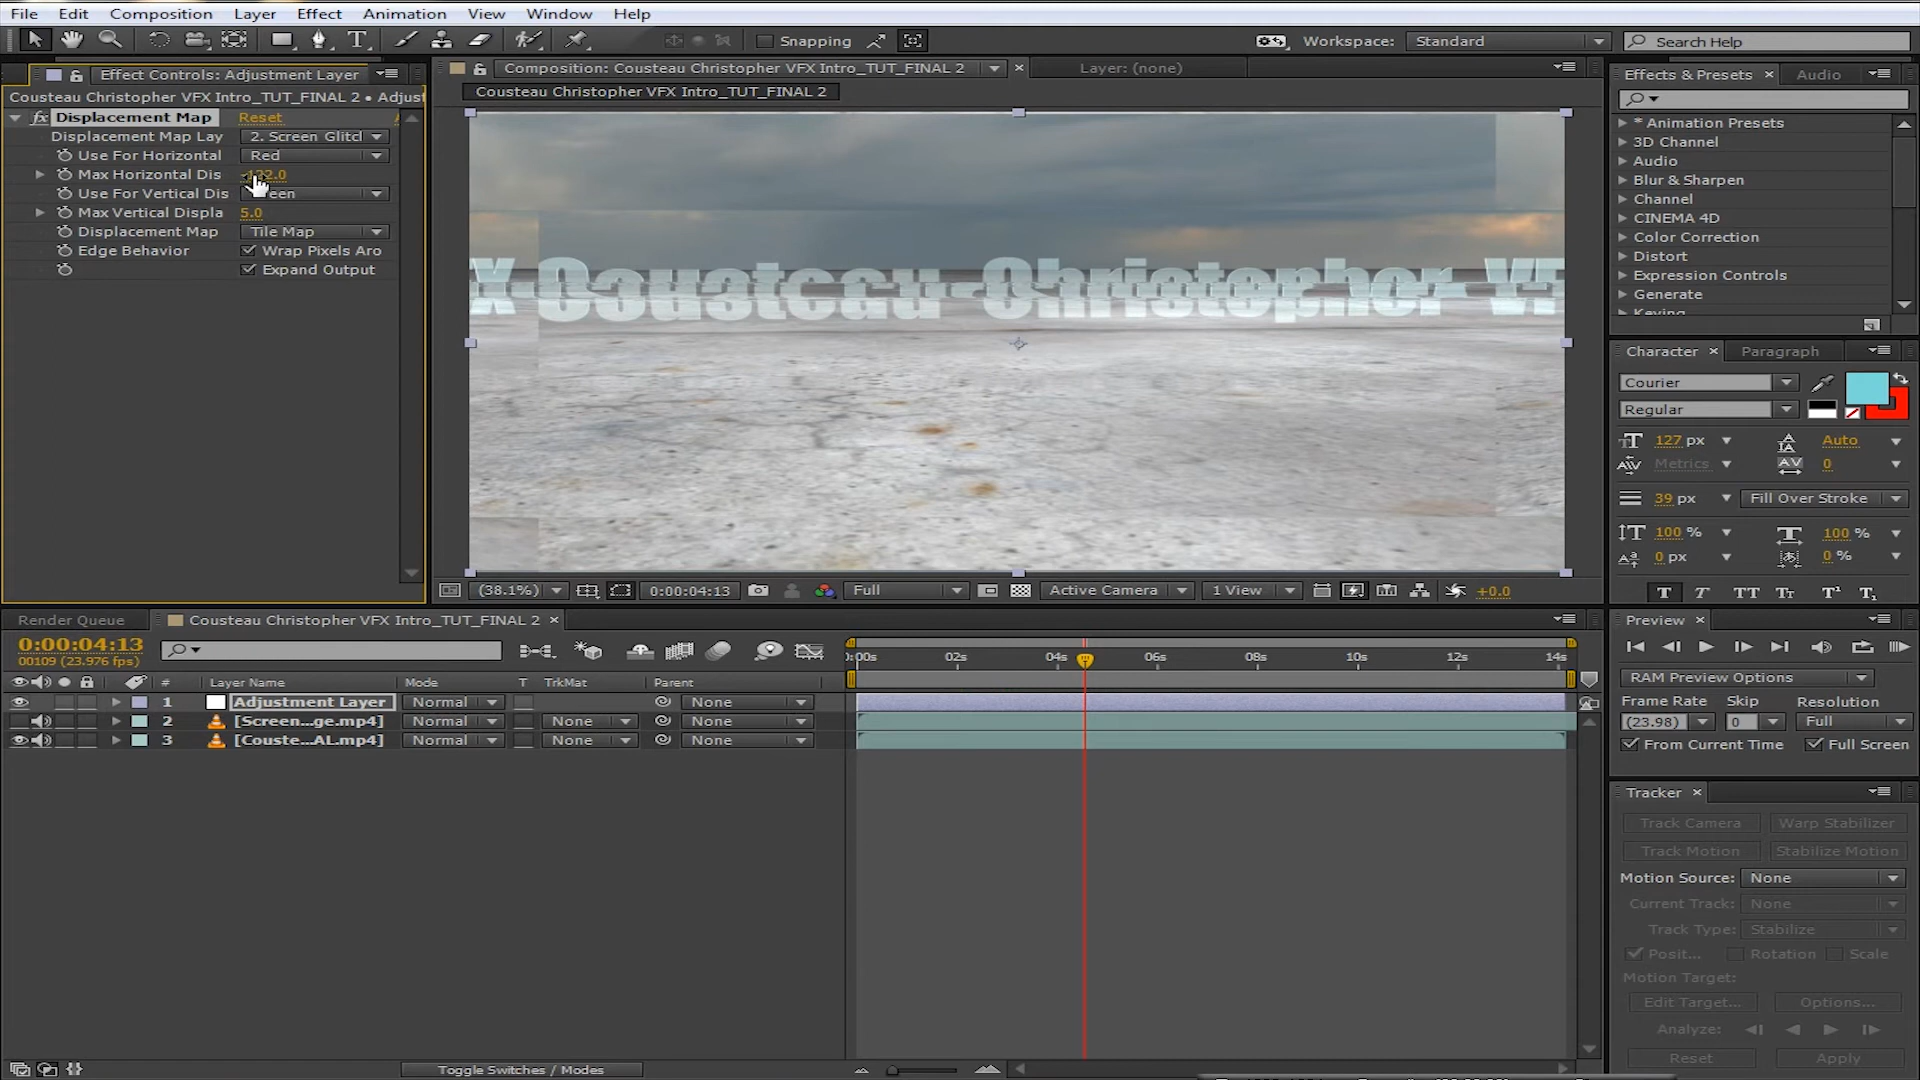 File Edit Composition Layer Effect Animation View Window Help
Snapping
Workspace: Standard
Search Help
Effect Controls: Adjustment Layer
Cousteau Christopher VFX Intro_TUT_FINAL 2 • Adjust
fx Displacement Map Reset
Displacement Map Lay 2. Screen Glitcl
Use For Horizontal Red
Max Horizontal Dis
Use For Vertical Dis
Max Vertical Displa 5.0
Displacement Map Tile Map
Edge Behavior Wrap Pixels Aro
Expand Output
Composition: Cousteau Christopher VFX Intro_TUT_FINAL 2
Layer: (none)
Cousteau Christopher VFX Intro_TUT_FINAL 2
X Cousteau Christopher VF
(38.1%) 0:00:04:13 Full Active Camera 1 View +0.0
Effects & Presets Audio
* Animation Presets
3D Channel
Audio
Blur & Sharpen
Channel
CINEMA 4D
Color Correction
Distort
Expression Controls
Generate
Keying
Character Paragraph
Courier
Regular
127 px Auto
Metrics 0
39 px Fill Over Stroke
100 % 100 %
0 px 0 %
T T TT Tt T¹ T₁
Render Queue
Cousteau Christopher VFX Intro_TUT_FINAL 2
0:00:04:13
00109 (23.976 fps)
0:00s 02s 04s 06s 08s 10s 12s 14s
# Layer Name Mode T TrkMat Parent
1 Adjustment Layer Normal None
2 [Screen...ge.mp4] Normal None None
3 [Couste...AL.mp4] Normal None None
Toggle Switches / Modes
Preview
RAM Preview Options
Frame Rate Skip Resolution
(23.98) 0 Full
From Current Time Full Screen
Tracker
Track Camera Warp Stabilizer
Track Motion Stabilize Motion
Motion Source: None
Current Track: None
Track Type: Stabilize
Posit... Rotation Scale
Motion Target:
Edit Target... Options...
Analyze:
Reset Apply